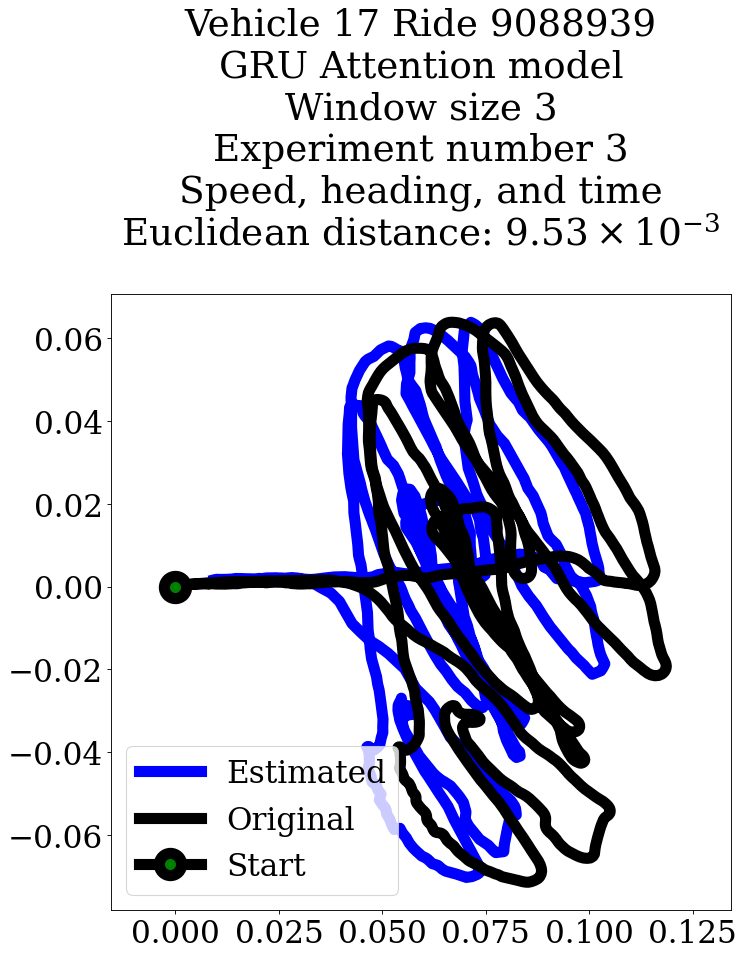 Vehicle 17 Ride 9088939
GRU Attention model
Window size 3
Experiment number 3
Speed, heading, and time
Euclidean distance: 9.53 × 10⁻³
0.06
0.04
0.02
0.00
−0.02
−0.04
−0.06
Estimated
Original
Start
0.000 0.025 0.050 0.075 0.100 0.125